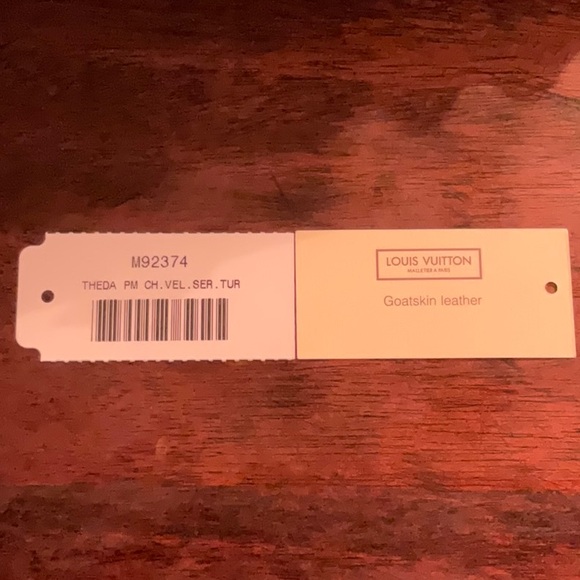 M92374
THEDA PM CH.VEL.SER.TUR
LOUIS VUITTON
MALLETIER À PARIS
Goatskin leather